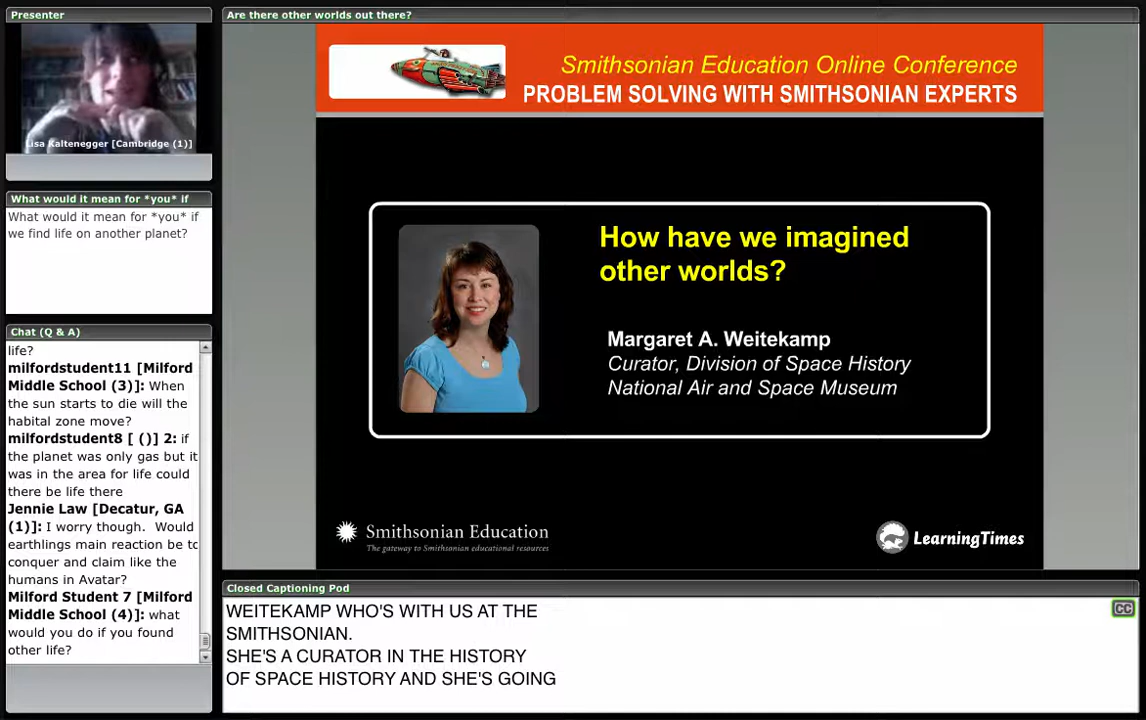 Presenter
Lisa Kaltenegger [Cambridge (1)]
What would it mean for *you* if
What would it mean for *you* if
we find life on another planet?
Chat (Q & A)
life?
milfordstudent11 [Milford
Middle School (3)]: When
the sun starts to die will the
habital zone move?
milfordstudent8 [ ()] 2: if
the planet was only gas but it
was in the area for life could
there be life there
Jennie Law [Decatur, GA
(1)]: I worry though. Would
earthlings main reaction be to
conquer and claim like the
humans in Avatar?
Milford Student 7 [Milford
Middle School (4)]: what
would you do if you found
other life?
Are there other worlds out there?
Smithsonian Education Online Conference
PROBLEM SOLVING WITH SMITHSONIAN EXPERTS
How have we imagined
other worlds?
Margaret A. Weitekamp
Curator, Division of Space History
National Air and Space Museum
Smithsonian Education
The gateway to Smithsonian educational resources
LearningTimes
Closed Captioning Pod
CC
WEITEKAMP WHO'S WITH US AT THE
SMITHSONIAN.
SHE'S A CURATOR IN THE HISTORY
OF SPACE HISTORY AND SHE'S GOING